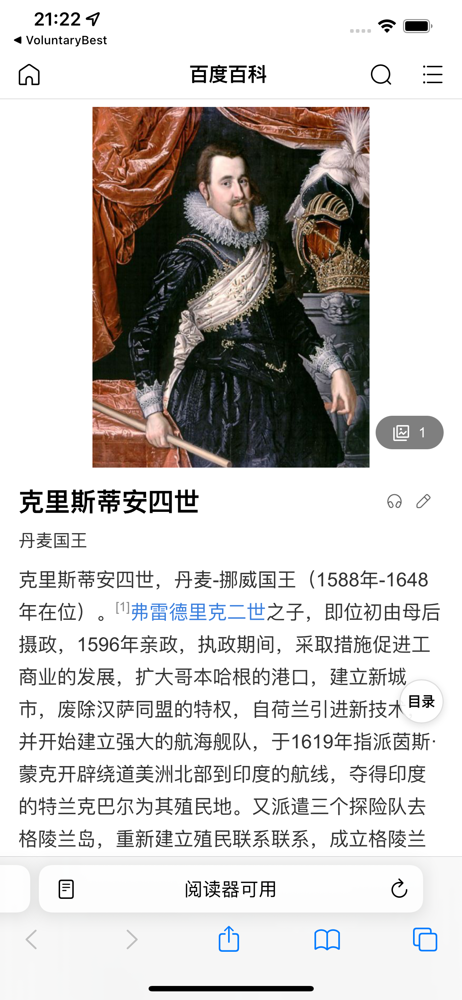 21:22
VoluntaryBest
百度百科
1
克里斯蒂安四世
丹麦国王
克里斯蒂安四世，丹麦-挪威国王（1588年-1648
年在位）。[1]弗雷德里克二世之子，即位初由母后
摄政，1596年亲政，执政期间，采取措施促进工
商业的发展，扩大哥本哈根的港口，建立新城
市，废除汉萨同盟的特权，自荷兰引进新技术，
目录
并开始建立强大的航海舰队，于1619年指派茵斯·
蒙克开辟绕道美洲北部到印度的航线，夺得印度
的特兰克巴尔为其殖民地。又派遣三个探险队去
格陵兰岛，重新建立殖民联系联系，成立格陵兰
阅读器可用